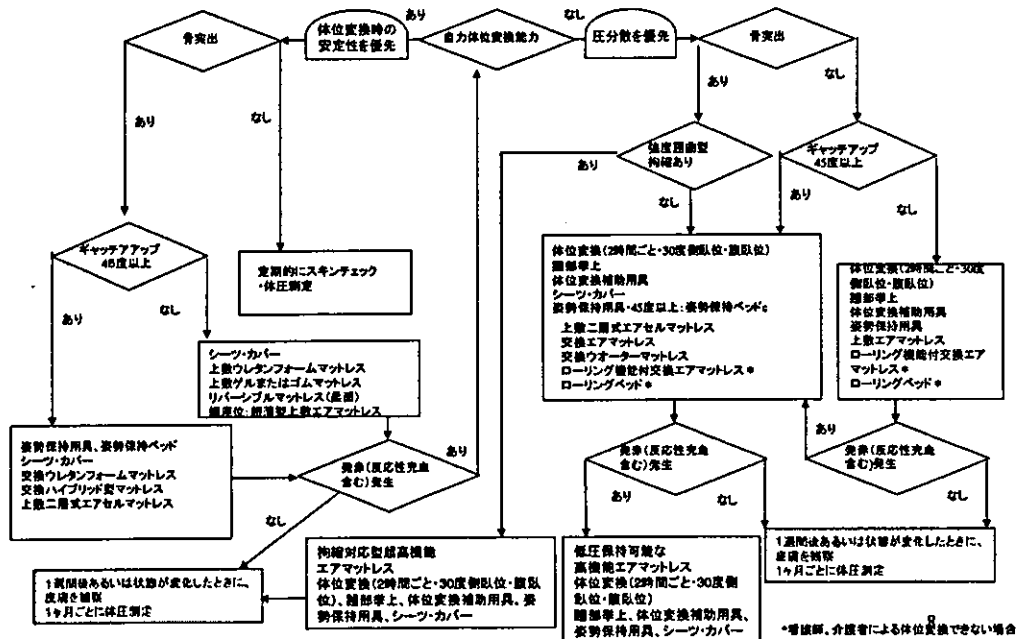 あり
なし
体位変換時の
安定性を優先
自力体位変換能力
圧分散を優先
骨突出
骨突出
あり
なし
あり
なし
強度屈曲型
拘縮あり
ギャッチアップ
45度以上
あり
なし
あり
なし
ギャッチアアップ
45度以上
定期的にスキンチェック
・体圧測定
あり
なし
体位変換(2時間ごと・30度側臥位・腹臥位)
踵部挙上
体位変換補助用具
シーツ・カバー
姿勢保持用具・45度以上:姿勢保持ベッドc
上敷二層式エアセルマットレス
交換エアマットレス
交換ウオーターマットレス
ローリング機能付交換エアマットレス*
ローリングベッド*
体位変換(2時間ごと・30度
側臥位・腹臥位)
踵部挙上
体位変換補助用具
姿勢保持用具
上敷エアマットレス
ローリング機能付交換エア
マットレス*
ローリングベッド*
シーツ・カバー
上敷ウレタンフォームマットレス
上敷ゲルまたはゴムマットレス
リバーシブルマットレス
上敷エアマットレス
姿勢保持用具、姿勢保持ベッド
シーツ・カバー
交換ウレタンフォームマットレス
交換ハイブリッド型マットレス
上敷二層式エアセルマットレス
発赤(反応性充血
含む)発生
あり
なし
発赤(反応性充血
含む)発生
あり
なし
発赤(反応性充血
含む)発生
あり
なし
1週間後あるいは状態が変化したときに、
皮膚を観察
1ヶ月ごとに体圧測定
拘縮対応型超高機能
エアマットレス
体位変換(2時間ごと・30度側臥位・腹臥
位)、踵部挙上、体位変換補助用具、姿
勢保持用具、シーツ・カバー
低圧保持可能な
高機能エアマットレス
体位変換(2時間ごと・30度側
臥位・腹臥位)
踵部挙上、体位変換補助用具、
姿勢保持用具、シーツ・カバー
1週間後あるいは状態が変化したときに、
皮膚を観察
1ヶ月ごとに体圧測定
*看護師、介護者による体位変換できない場合